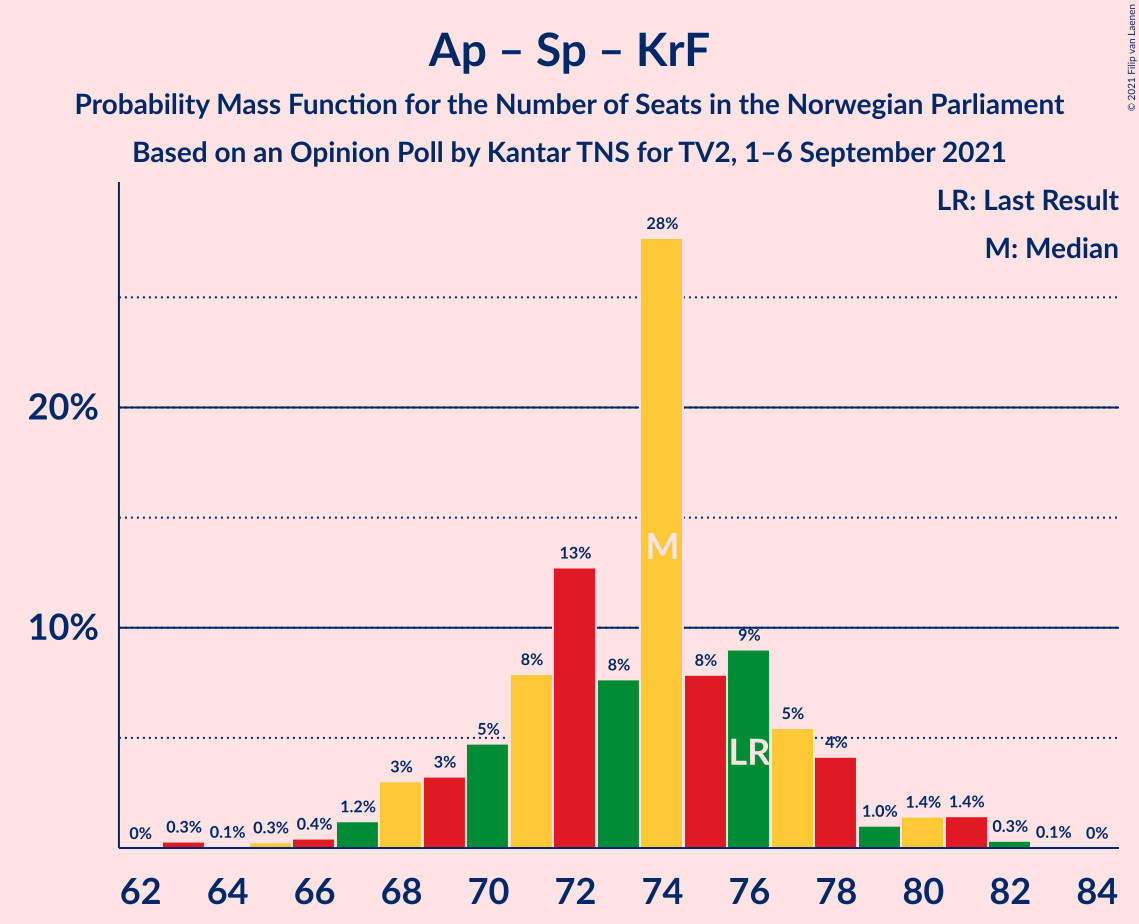 Ap – Sp – KrF
Probability Mass Function for the Number of Seats in the Norwegian Parliament
Based on an Opinion Poll by Kantar TNS for TV2, 1–6 September 2021
© 2021 Filip van Laenen
LR: Last Result
M: Median
20%
10%
0%
0.3%
0.1%
0.3%
0.4%
1.2%
3%
3%
5%
8%
13%
8%
28%
8%
9%
5%
4%
1.0%
1.4%
1.4%
0.3%
0.1%
0%
M
LR
62 64 66 68 70 72 74 76 78 80 82 84